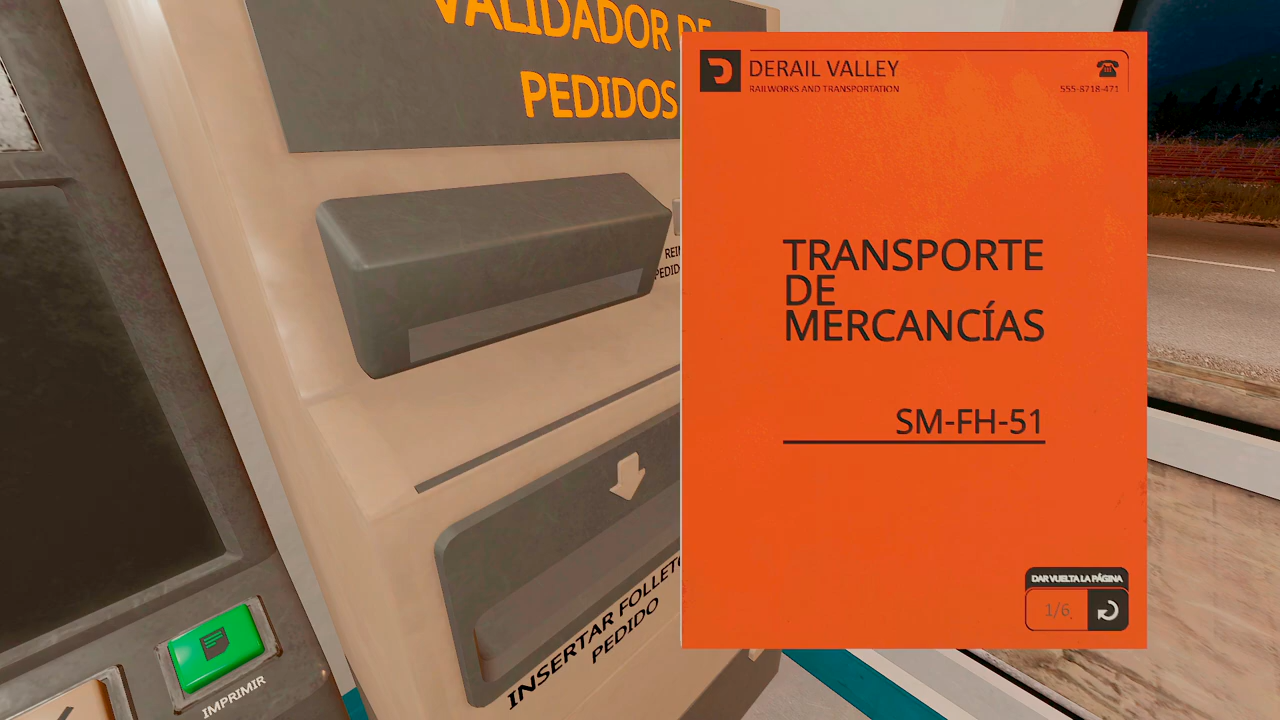 VALIDADOR DE
PEDIDOS
DERAIL VALLEY
RAILWORKS AND TRANSPORTATION
555-8218-471
TRANSPORTE
DE
MERCANCÍAS
SM-FH-51
DAR VUELTA LA PÁGINA
1/6
INSERTAR FOLLETO
PEDIDO
IMPRIMIR